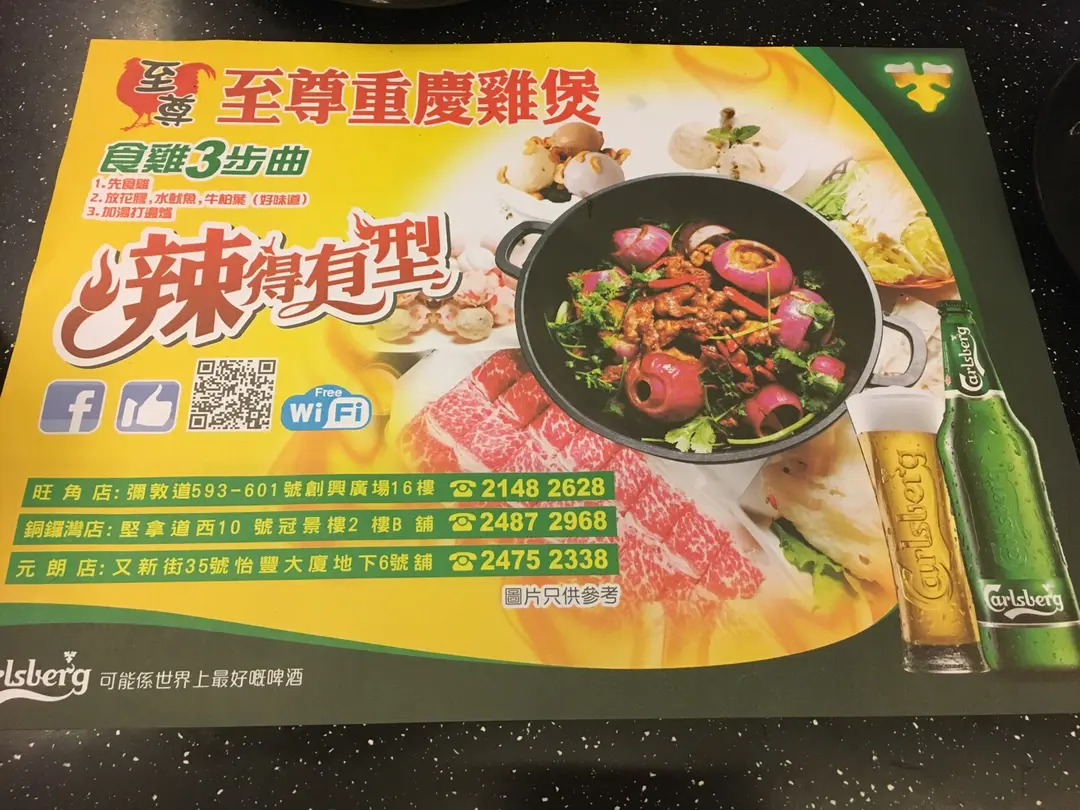 至尊
至尊重慶雞煲
食雞3步曲
1.先食雞
2.放花膠,水魷魚,牛柏葉(好味道)
3.加湯打邊爐
辣得有型
f
Free
Wi Fi
旺角店:彌敦道593-601號創興廣場16樓 ☎2148 2628
銅鑼灣店:堅拿道西10號冠景樓2樓B舖 ☎2487 2968
元朗店:又新街35號怡豐大廈地下6號舖 ☎2475 2338
圖片只供參考
Carlsberg
Carlsberg
Carlsberg
rlsberg 可能係世界上最好嘅啤酒